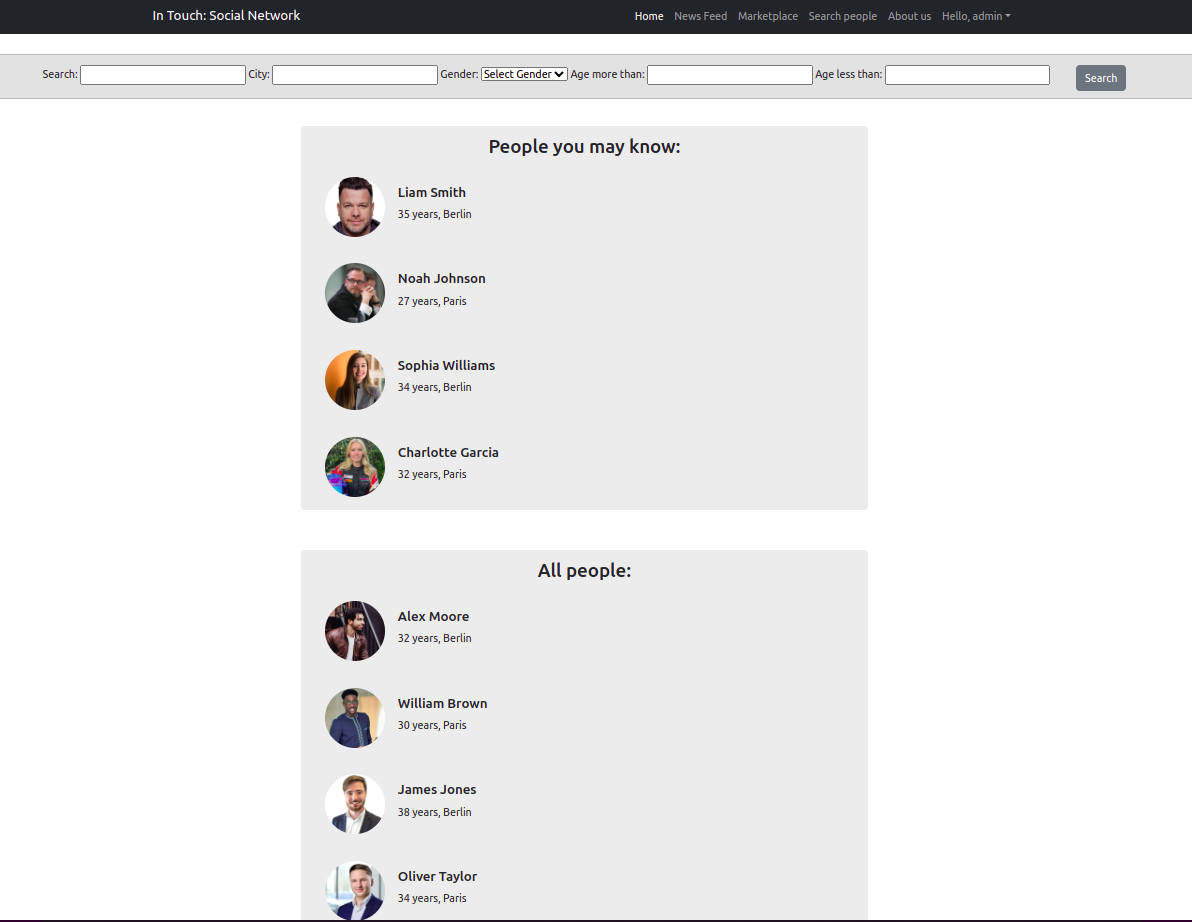 In Touch: Social Network Home News Feed Marketplace Search people About us Hello, admin
Search: City: Gender: Select Gender Age more than: Age less than: Search
People you may know:
Liam Smith
35 years, Berlin
Noah Johnson
27 years, Paris
Sophia Williams
34 years, Berlin
Charlotte Garcia
32 years, Paris
All people:
Alex Moore
32 years, Berlin
William Brown
30 years, Paris
James Jones
38 years, Berlin
Oliver Taylor
34 years, Paris